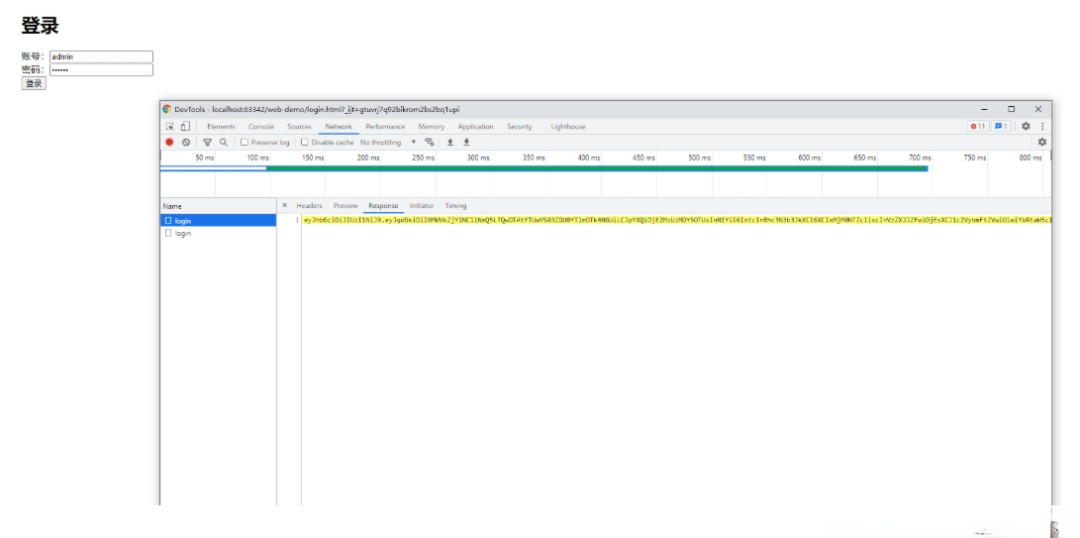 登录
账号: admin
密码: ••••••
登录
DevTools - localhost:63342/web-demo/login.html?_ijt=gtuvrj7q92bikrom2bs2bq1upi
Elements Console Sources Network Performance Memory Application Security Lighthouse 11 1
Preserve log Disable cache No throttling
50 ms 100 ms 150 ms 200 ms 250 ms 300 ms 350 ms 400 ms 450 ms 500 ms 550 ms 600 ms 650 ms 700 ms 750 ms 800 ms
Name
× Headers Preview Response Initiator Timing
login
1
login